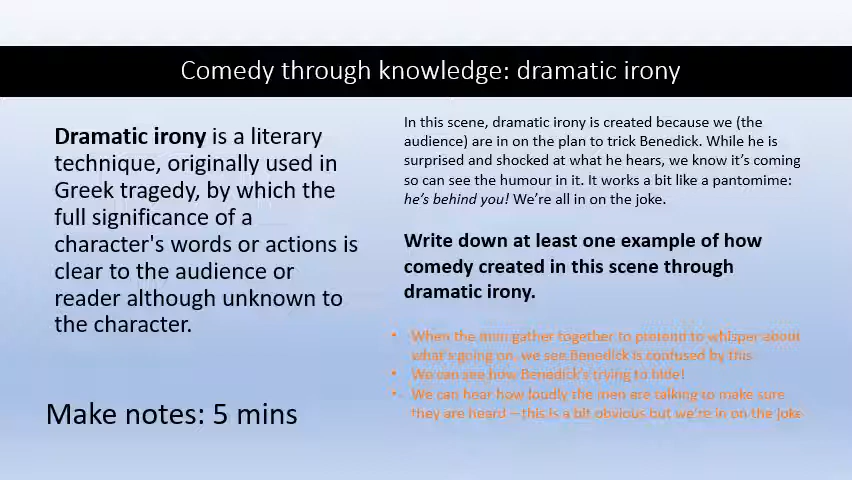 Comedy through knowledge: dramatic irony
Dramatic irony is a literary
technique, originally used in
Greek tragedy, by which the
full significance of a
character's words or actions is
clear to the audience or
reader although unknown to
the character.
Make notes: 5 mins
In this scene, dramatic irony is created because we (the
audience) are in on the plan to trick Benedick. While he is
surprised and shocked at what he hears, we know it's coming
so can see the humour in it. It works a bit like a pantomime:
he's behind you! We're all in on the joke.
Write down at least one example of how
comedy created in this scene through
dramatic irony.
• When the men gather together to pretend to whisper about
what's going on, we see Benedick is confused by this
• We can see how Benedick's trying to hide!
• We can hear how loudly the men are talking to make sure
they are heard – this is a bit obvious but we're in on the joke